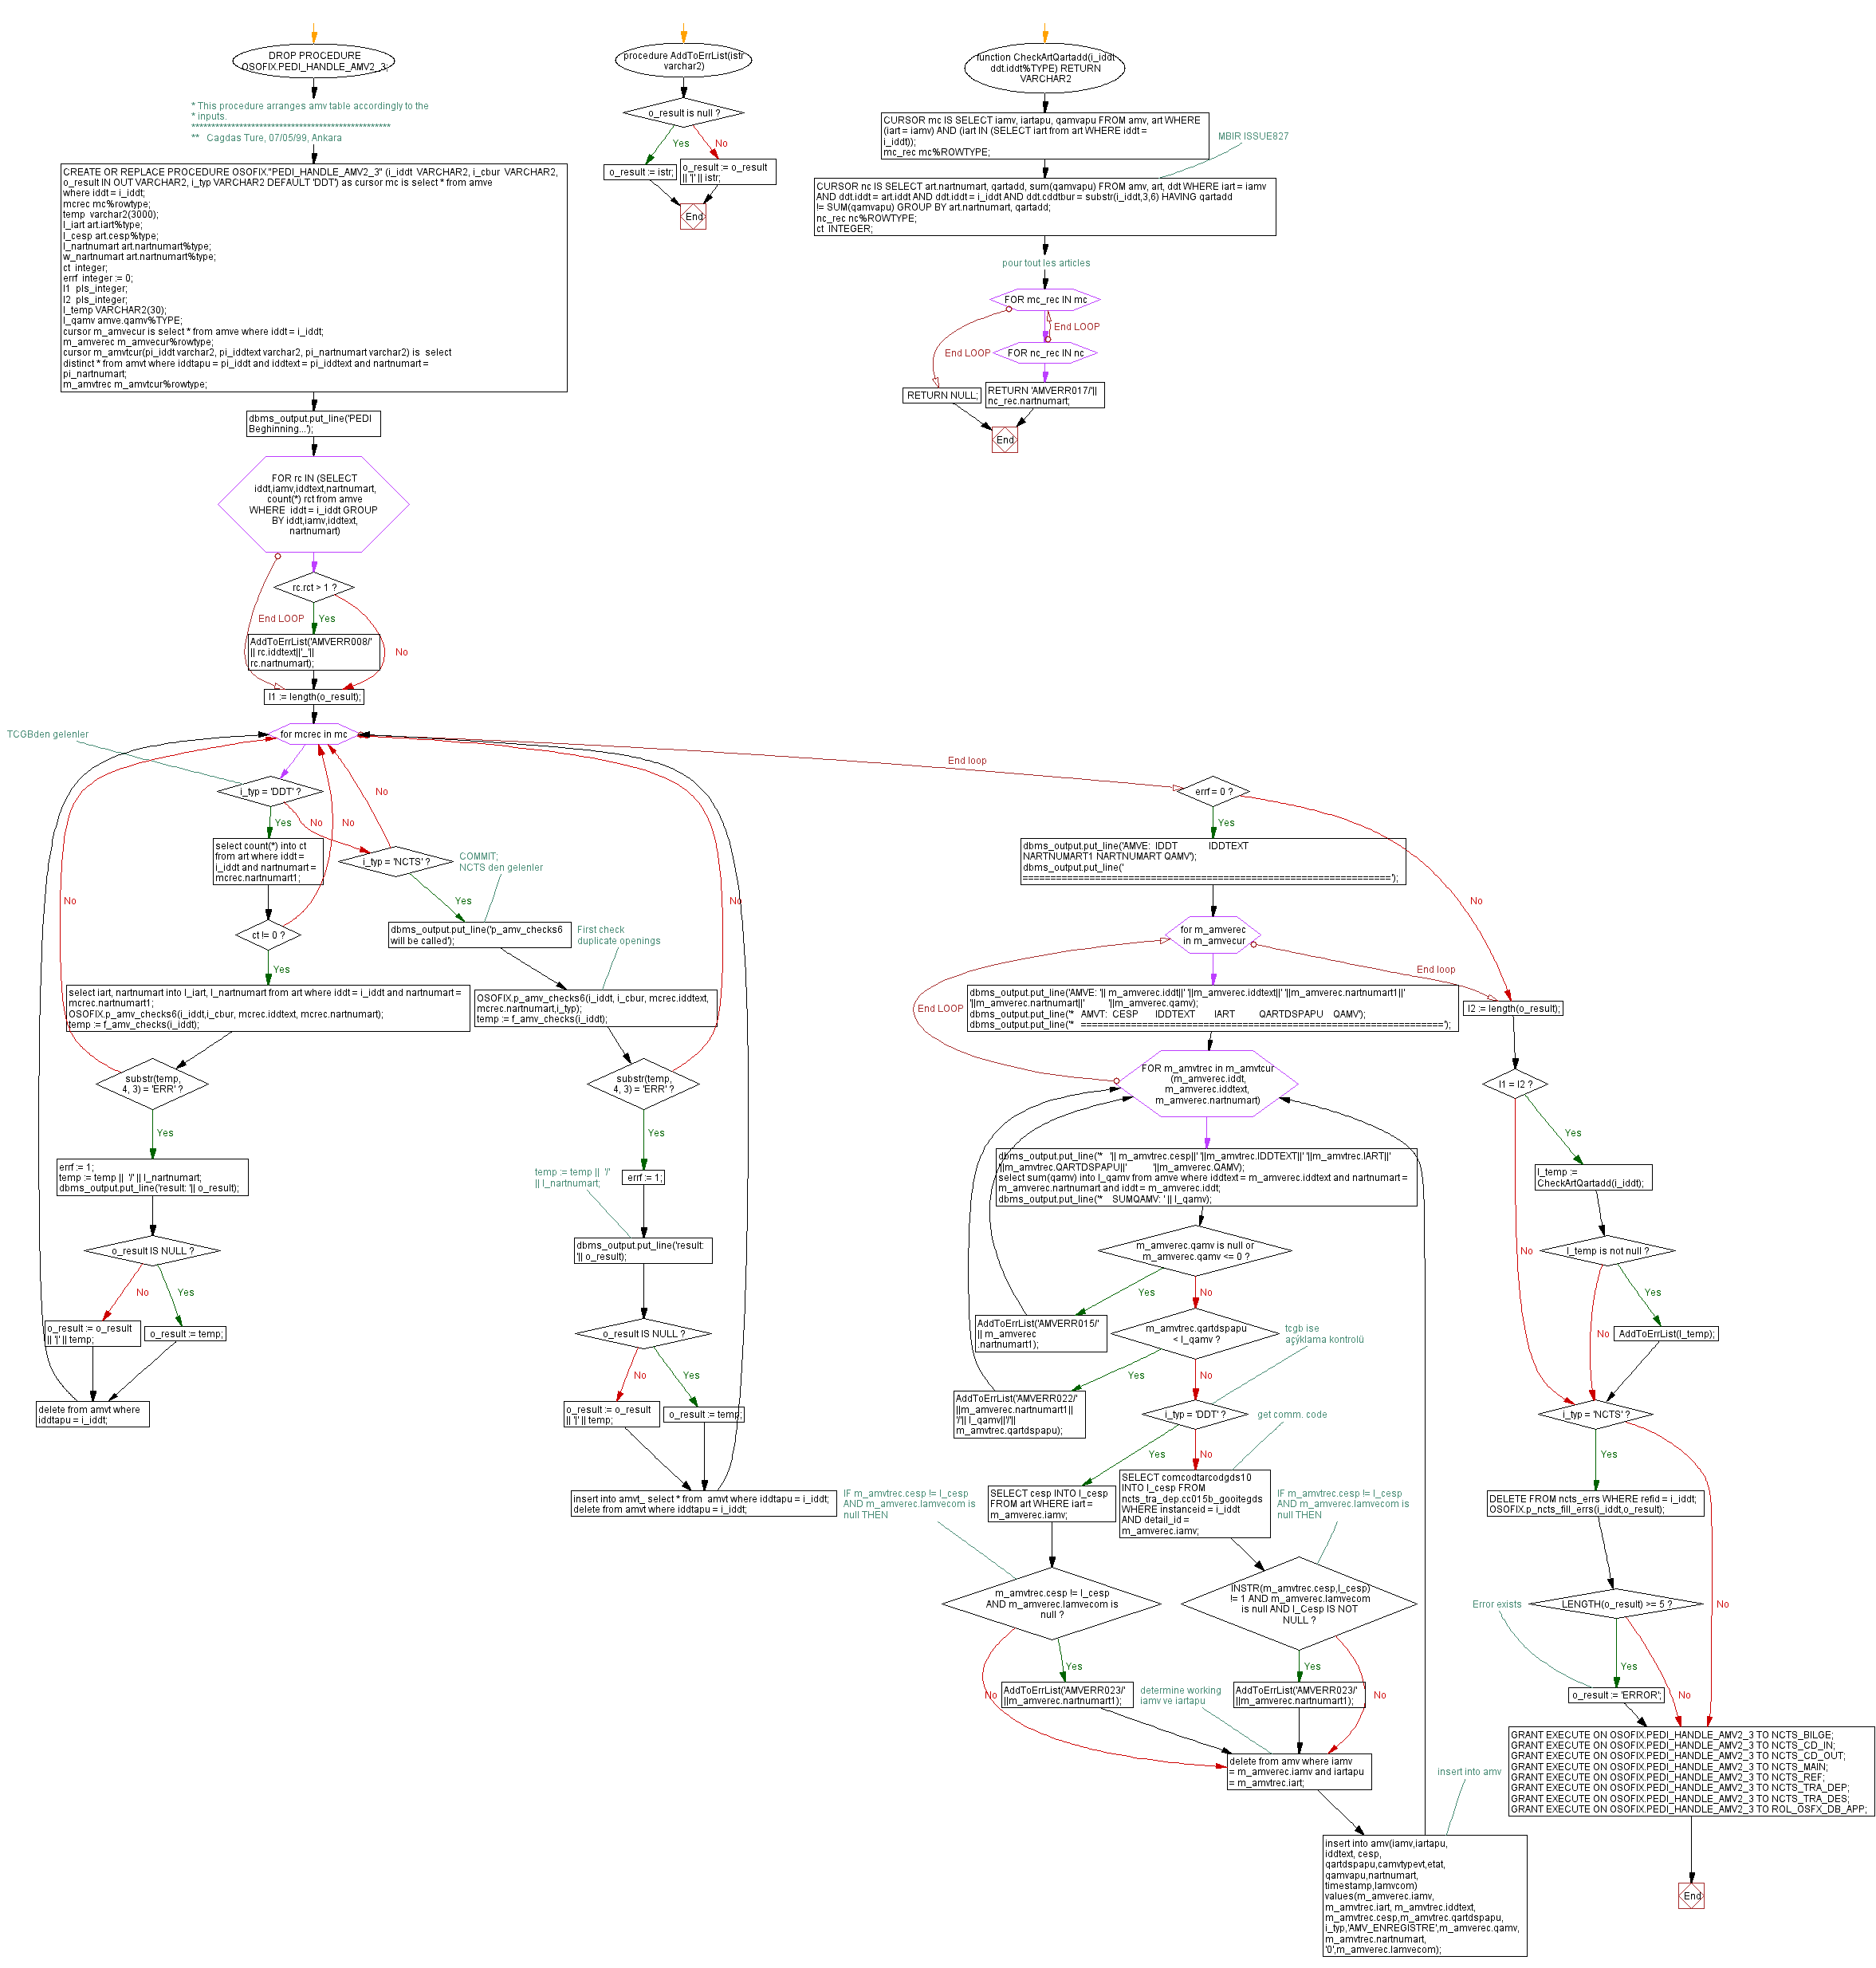 DROP PROCEDURE
OSOFIX.PEDI_HANDLE_AMV2_3;
* This procedure arranges amv table accordingly to the
* inputs.
**************************************************
**   Cagdas Ture, 07/05/99, Ankara
CREATE OR REPLACE PROCEDURE OSOFIX."PEDI_HANDLE_AMV2_3" (i_iddt  VARCHAR2, i_cbur  VARCHAR2,
o_result IN OUT VARCHAR2, i_typ VARCHAR2 DEFAULT 'DDT') as cursor mc is select * from amve
where iddt = i_iddt;
mcrec mc%rowtype;
temp  varchar2(3000);
l_iart art.iart%type;
l_cesp art.cesp%type;
l_nartnumart art.nartnumart%type;
w_nartnumart art.nartnumart%type;
ct  integer;
errf  integer := 0;
l1  pls_integer;
l2  pls_integer;
l_temp VARCHAR2(30);
l_qamv amve.qamv%TYPE;
cursor m_amvecur is select * from amve where iddt = i_iddt;
m_amverec m_amvecur%rowtype;
cursor m_amvtcur(pi_iddt varchar2, pi_iddtext varchar2, pi_nartnumart varchar2) is  select
distinct * from amvt where iddtapu = pi_iddt and iddtext = pi_iddtext and nartnumart =
pi_nartnumart;
m_amvtrec m_amvtcur%rowtype;
dbms_output.put_line('PEDI
Beghinning...');
FOR rc IN (SELECT
iddt,iamv,iddtext,nartnumart,
count(*) rct from amve
WHERE  iddt = i_iddt GROUP
BY iddt,iamv,iddtext,
nartnumart)
rc.rct > 1 ?
End LOOP
Yes
AddToErrList('AMVERR008/'
|| rc.iddtext||'_'||
rc.nartnumart);
No
l1 := length(o_result);
for mcrec in mc
TCGBden gelenler
i_typ = 'DDT' ?
Yes
No
No
No
select count(*) into ct
from art where iddt =
i_iddt and nartnumart =
mcrec.nartnumart1;
i_typ = 'NCTS' ?
COMMIT;
NCTS den gelenler
No
Yes
No
ct != 0 ?
dbms_output.put_line('p_amv_checks6
will be called');
First check
duplicate openings
Yes
select iart, nartnumart into l_iart, l_nartnumart from art where iddt = i_iddt and nartnumart =
mcrec.nartnumart1;
OSOFIX.p_amv_checks6(i_iddt,i_cbur, mcrec.iddtext, mcrec.nartnumart);
temp := f_amv_checks(i_iddt);
OSOFIX.p_amv_checks6(i_iddt, i_cbur, mcrec.iddtext,
mcrec.nartnumart,i_typ);
temp := f_amv_checks(i_iddt);
substr(temp,
4, 3) = 'ERR' ?
substr(temp,
4, 3) = 'ERR' ?
Yes
Yes
errf := 1;
temp := temp ||  '/' || l_nartnumart;
dbms_output.put_line('result: '|| o_result);
temp := temp ||  '/'
|| l_nartnumart;
errf := 1;
o_result IS NULL ?
dbms_output.put_line('result:
'|| o_result);
No
Yes
o_result := o_result
|| '|' || temp;
o_result := temp;
o_result IS NULL ?
No
Yes
delete from amvt where
iddtapu = i_iddt;
o_result := o_result
|| '|' || temp;
o_result := temp;
insert into amvt_ select * from  amvt where iddtapu = i_iddt;
delete from amvt where iddtapu = i_iddt;
procedure AddToErrList(istr
varchar2)
o_result is null ?
Yes
No
o_result := istr;
o_result := o_result
|| '|' || istr;
End
function CheckArtQartadd(i_iddt
ddt.iddt%TYPE) RETURN
VARCHAR2
CURSOR mc IS SELECT iamv, iartapu, qamvapu FROM amv, art WHERE
(iart = iamv) AND (iart IN (SELECT iart from art WHERE iddt =
i_iddt));
mc_rec mc%ROWTYPE;
MBIR ISSUE827
CURSOR nc IS SELECT art.nartnumart, qartadd, sum(qamvapu) FROM amv, art, ddt WHERE iart = iamv
AND ddt.iddt = art.iddt AND ddt.iddt = i_iddt AND ddt.cddtbur = substr(i_iddt,3,6) HAVING qartadd
!= SUM(qamvapu) GROUP BY art.nartnumart, qartadd;
nc_rec nc%ROWTYPE;
ct  INTEGER;
pour tout les articles
FOR mc_rec IN mc
End LOOP
End LOOP
FOR nc_rec IN nc
RETURN NULL;
RETURN 'AMVERR017/'||
nc_rec.nartnumart;
End
End loop
errf = 0 ?
Yes
No
dbms_output.put_line('AMVE:  IDDT            IDDTEXT
NARTNUMART1 NARTNUMART QAMV');
dbms_output.put_line('
==================================================================');
for m_amverec
in m_amvecur
End loop
End LOOP
dbms_output.put_line('AMVE: '|| m_amverec.iddt||' '||m_amverec.iddtext||' '||m_amverec.nartnumart1||'
'||m_amverec.nartnumart||'          '||m_amverec.qamv);
dbms_output.put_line('*   AMVT:  CESP       IDDTEXT        IART          QARTDSPAPU    QAMV');
dbms_output.put_line('*   =================================================================');
l2 := length(o_result);
FOR m_amvtrec in m_amvtcur
(m_amverec.iddt,
m_amverec.iddtext,
m_amverec.nartnumart)
l1 = l2 ?
Yes
No
dbms_output.put_line('*   '|| m_amvtrec.cesp||' '||m_amvtrec.IDDTEXT||' '||m_amvtrec.IART||'
'||m_amvtrec.QARTDSPAPU||'           '||m_amverec.QAMV);
select sum(qamv) into l_qamv from amve where iddtext = m_amverec.iddtext and nartnumart =
m_amverec.nartnumart and iddt = m_amverec.iddt;
dbms_output.put_line('*    SUMQAMV: ' || l_qamv);
l_temp :=
CheckArtQartadd(i_iddt);
m_amverec.qamv is null or
m_amverec.qamv <= 0 ?
l_temp is not null ?
Yes
No
Yes
No
AddToErrList('AMVERR015/'
|| m_amverec
.nartnumart1);
m_amvtrec.qartdspapu
< l_qamv ?
tcgb ise
açýklama kontrolü
AddToErrList(l_temp);
Yes
No
AddToErrList('AMVERR022/'
||m_amverec.nartnumart1||
'/'|| l_qamv||'/'||
m_amvtrec.qartdspapu);
i_typ = 'DDT' ?
get comm. code
i_typ = 'NCTS' ?
Yes
No
Yes
No
IF m_amvtrec.cesp != l_cesp
AND m_amverec.lamvecom is
null THEN
SELECT cesp INTO l_cesp
FROM art WHERE iart =
m_amverec.iamv;
SELECT comcodtarcodgds10
INTO l_cesp FROM
ncts_tra_dep.cc015b_gooitegds
WHERE instanceid = i_iddt
AND detail_id =
m_amverec.iamv;
IF m_amvtrec.cesp != l_cesp
AND m_amverec.lamvecom is
null THEN
DELETE FROM ncts_errs WHERE refid = i_iddt;
OSOFIX.p_ncts_fill_errs(i_iddt,o_result);
m_amvtrec.cesp != l_cesp
AND m_amverec.lamvecom is
null ?
INSTR(m_amvtrec.cesp,l_cesp)
!= 1 AND m_amverec.lamvecom
is null AND l_Cesp IS NOT
NULL ?
Error exists
LENGTH(o_result) >= 5 ?
Yes
No
Yes
No
Yes
No
AddToErrList('AMVERR023/'
||m_amverec.nartnumart1);
determine working
iamv ve iartapu
AddToErrList('AMVERR023/'
||m_amverec.nartnumart1);
o_result := 'ERROR';
delete from amv where iamv
= m_amverec.iamv and iartapu
= m_amvtrec.iart;
insert into amv
GRANT EXECUTE ON OSOFIX.PEDI_HANDLE_AMV2_3 TO NCTS_BILGE;
GRANT EXECUTE ON OSOFIX.PEDI_HANDLE_AMV2_3 TO NCTS_CD_IN;
GRANT EXECUTE ON OSOFIX.PEDI_HANDLE_AMV2_3 TO NCTS_CD_OUT;
GRANT EXECUTE ON OSOFIX.PEDI_HANDLE_AMV2_3 TO NCTS_MAIN;
GRANT EXECUTE ON OSOFIX.PEDI_HANDLE_AMV2_3 TO NCTS_REF;
GRANT EXECUTE ON OSOFIX.PEDI_HANDLE_AMV2_3 TO NCTS_TRA_DEP;
GRANT EXECUTE ON OSOFIX.PEDI_HANDLE_AMV2_3 TO NCTS_TRA_DES;
GRANT EXECUTE ON OSOFIX.PEDI_HANDLE_AMV2_3 TO ROL_OSFX_DB_APP;
insert into amv(iamv,iartapu,
iddtext, cesp,
qartdspapu,camvtypevt,etat,
qamvapu,nartnumart,
timestamp,lamvcom)
values(m_amverec.iamv,
m_amvtrec.iart, m_amvtrec.iddtext,
m_amvtrec.cesp,m_amvtrec.qartdspapu,
i_typ,'AMV_ENREGISTRE',m_amverec.qamv,
m_amvtrec.nartnumart,
'0',m_amverec.lamvecom);
End